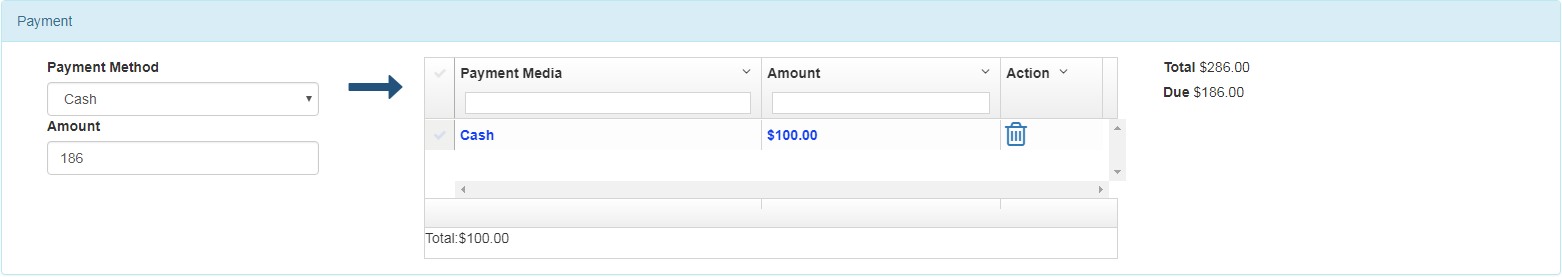 Payment
Payment Method
Cash
Amount
186
Payment Media Amount Action
Cash $100.00
Total:$100.00
Total $286.00
Due $186.00